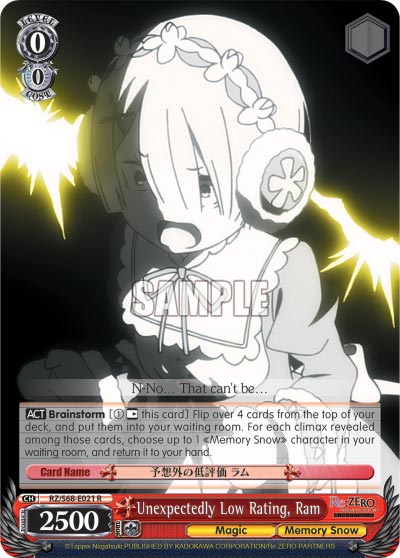 LEVEL
0
0
COST
SAMPLE
N-No... That can't be...
ACT Brainstorm [③ this card] Flip over 4 cards from the top of your
deck, and put them into your waiting room. For each climax revealed
among those cards, choose up to 1 «Memory Snow» character in your
waiting room, and return it to your hand.
Card Name 予想外の低評価 ラム
CH RZ/S68-E021 R
Unexpectedly Low Rating, Ram
Re:ZERO
POWER
2500
Magic
Memory Snow
©Tappei Nagatsuki,PUBLISHED BY KADOKAWA CORPORATION/Re:ZERO PARTNERS